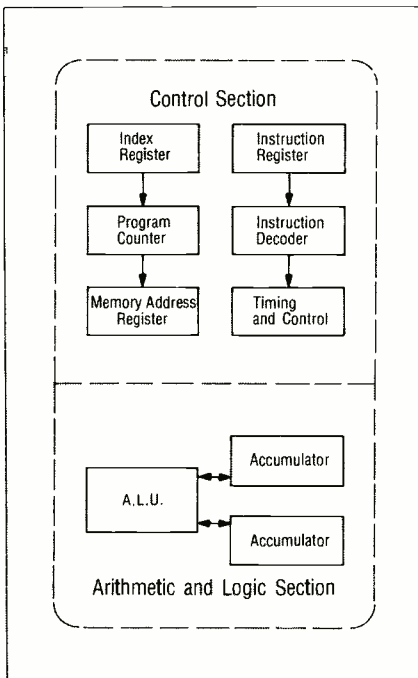 Control Section
Index
Register
Instruction
Register
Program
Counter
Instruction
Decoder
Memory Address
Register
Timing
and Control
A.L.U.
Accumulator
Accumulator
Arithmetic and Logic Section